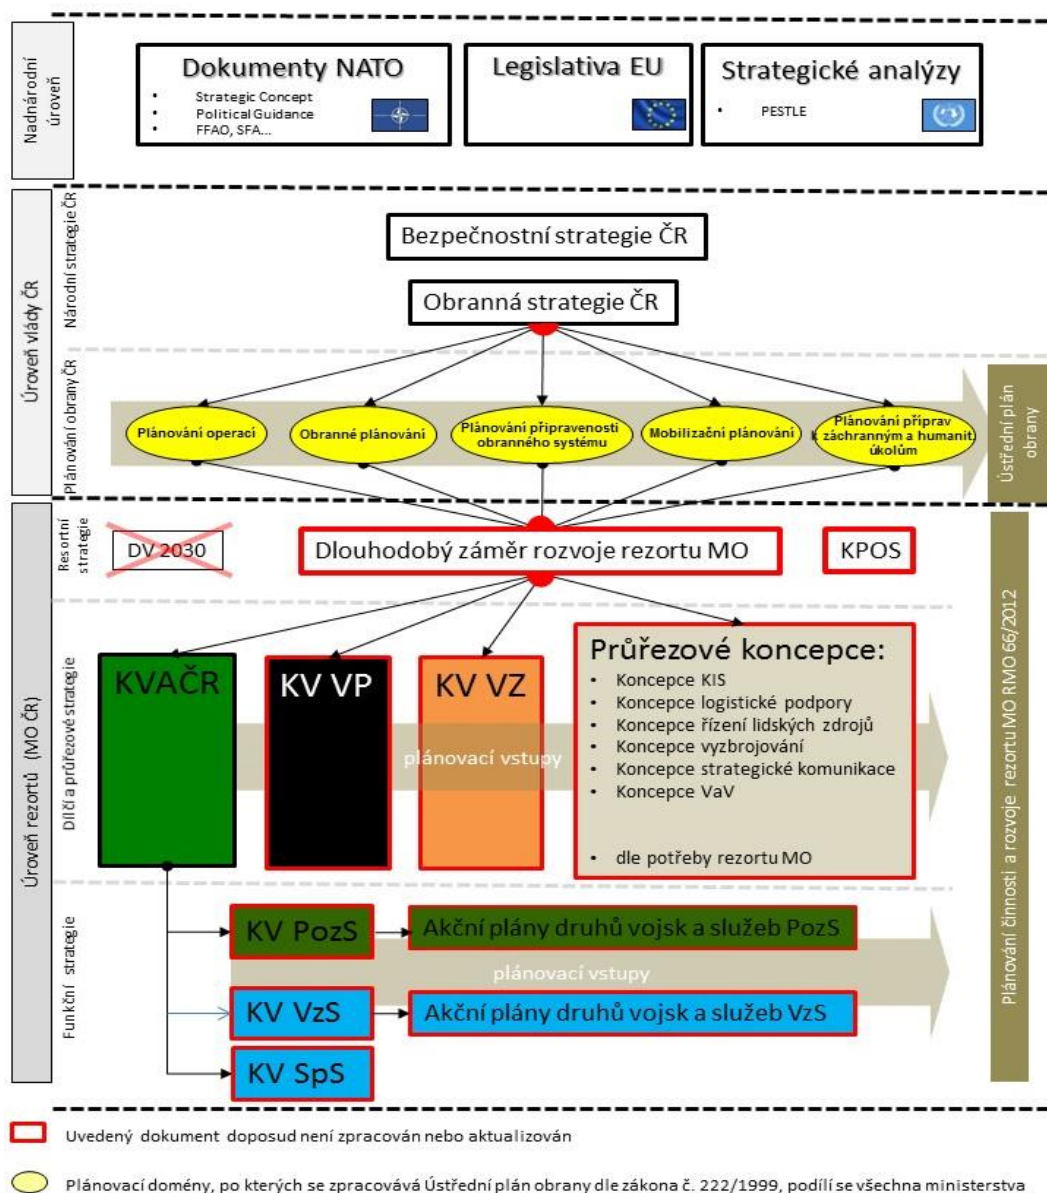 Nadnárodní
úroveň
Dokumenty NATO
• Strategic Concept
• Political Guidance
• FFAO, SFA...
Legislativa EU
Strategické analýzy
• PESTLE
Úroveň vlády ČR
Národní strategie ČR
Bezpečnostní strategie ČR
Obranná strategie ČR
Plánování obrany ČR
Plánování operací
Obranné plánování
Plánování připravenosti
obranného systému
Mobilizační plánování
Plánování příprav
k záchranným a humanit.
úkolům
Ústřední plán
obrany
Úroveň rezortů (MO ČR)
Resortní
strategie
DV 2030
Dlouhodobý záměr rozvoje rezortu MO
KPOS
Dílčí a průřezové strategie
KVAČR
KV VP
KV VZ
plánovací vstupy
Průřezové koncepce:
• Koncepce KIS
• Koncepce logistické podpory
• Koncepce řízení lidských zdrojů
• Koncepce vyzbrojování
• Koncepce strategické komunikace
• Koncepce VaV
• dle potřeby rezortu MO
Plánování činnosti a rozvoje rezortu MO RMO 66/2012
Funkční strategie
KV PozS
Akční plány druhů vojsk a služeb PozS
plánovací vstupy
KV VzS
Akční plány druhů vojsk a služeb VzS
KV SpS
Uvedený dokument doposud není zpracován nebo aktualizován
Plánovací domény, po kterých se zpracovává Ústřední plán obrany dle zákona č. 222/1999, podílí se všechna ministerstva